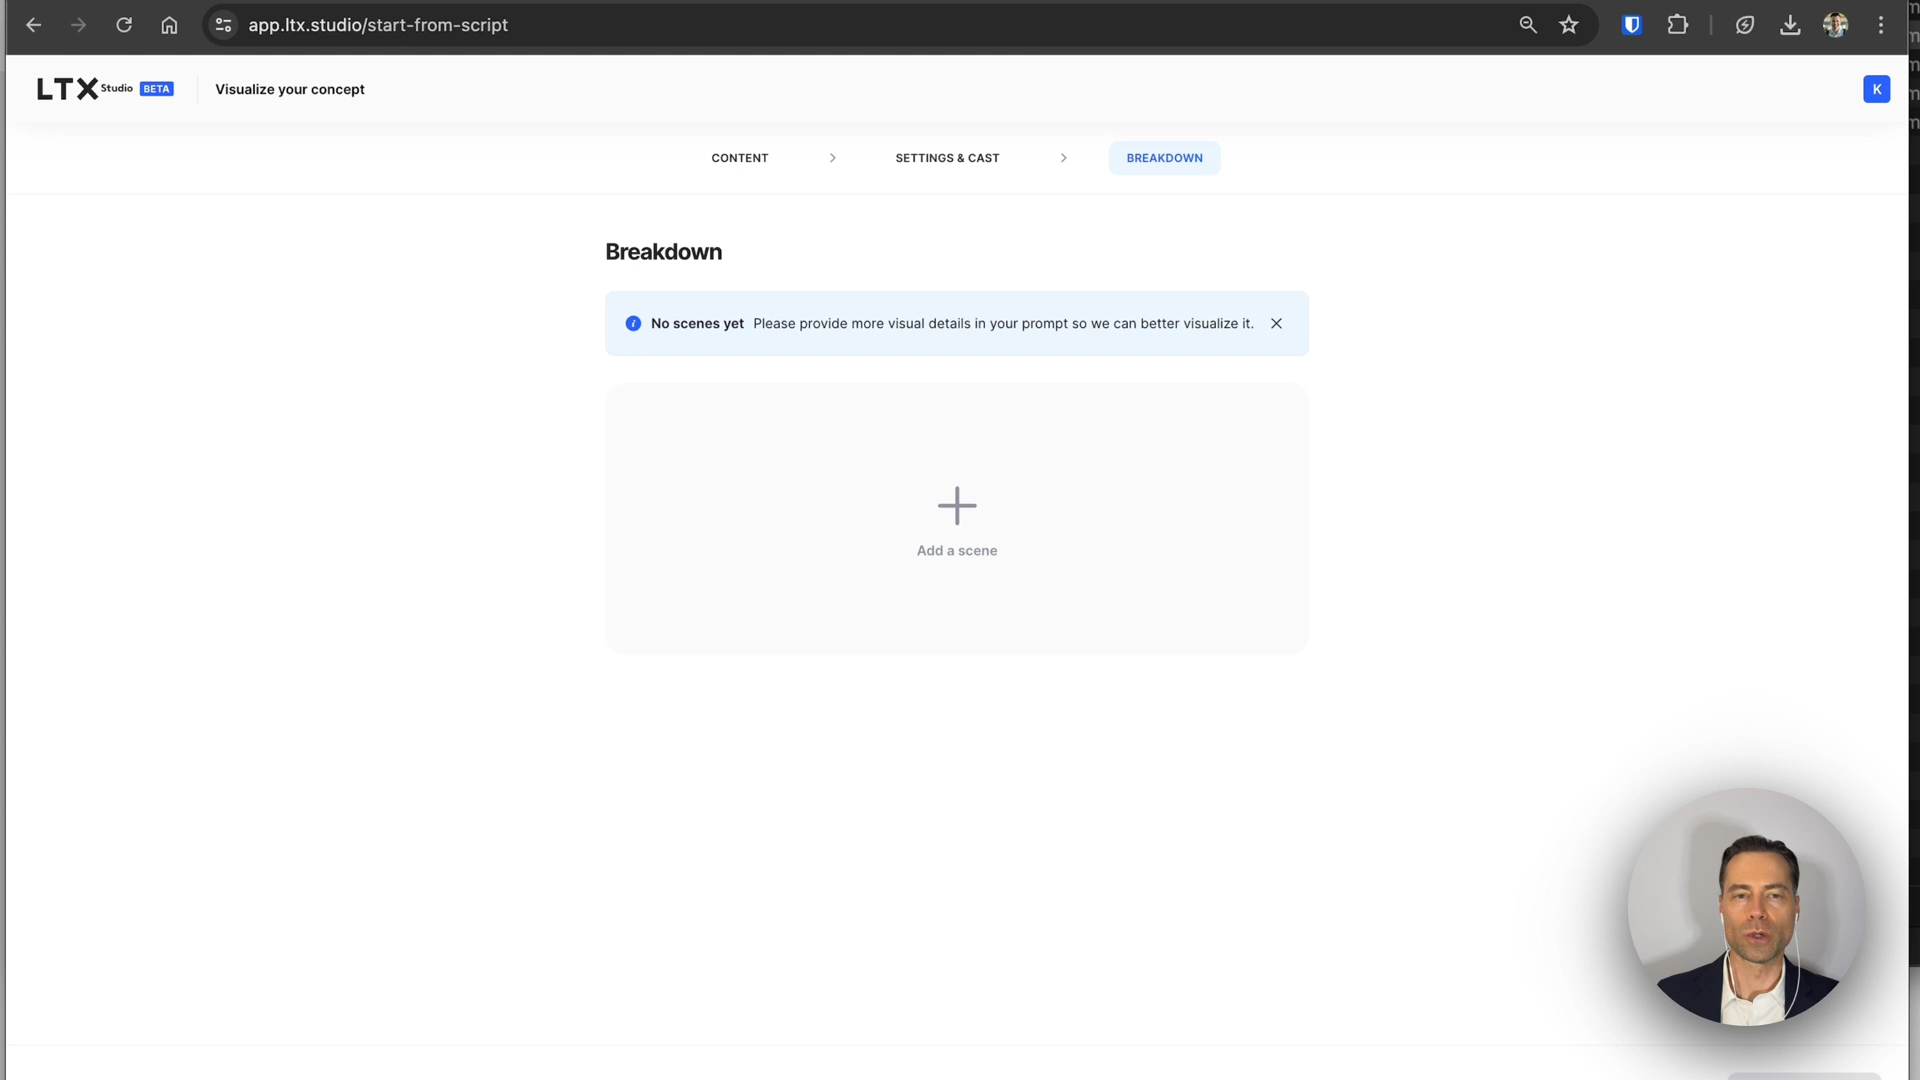 app.ltx.studio/start-from-script
LTX Studio BETA
Visualize your concept
K
CONTENT
SETTINGS & CAST
BREAKDOWN
Breakdown
No scenes yet Please provide more visual details in your prompt so we can better visualize it.
Add a scene